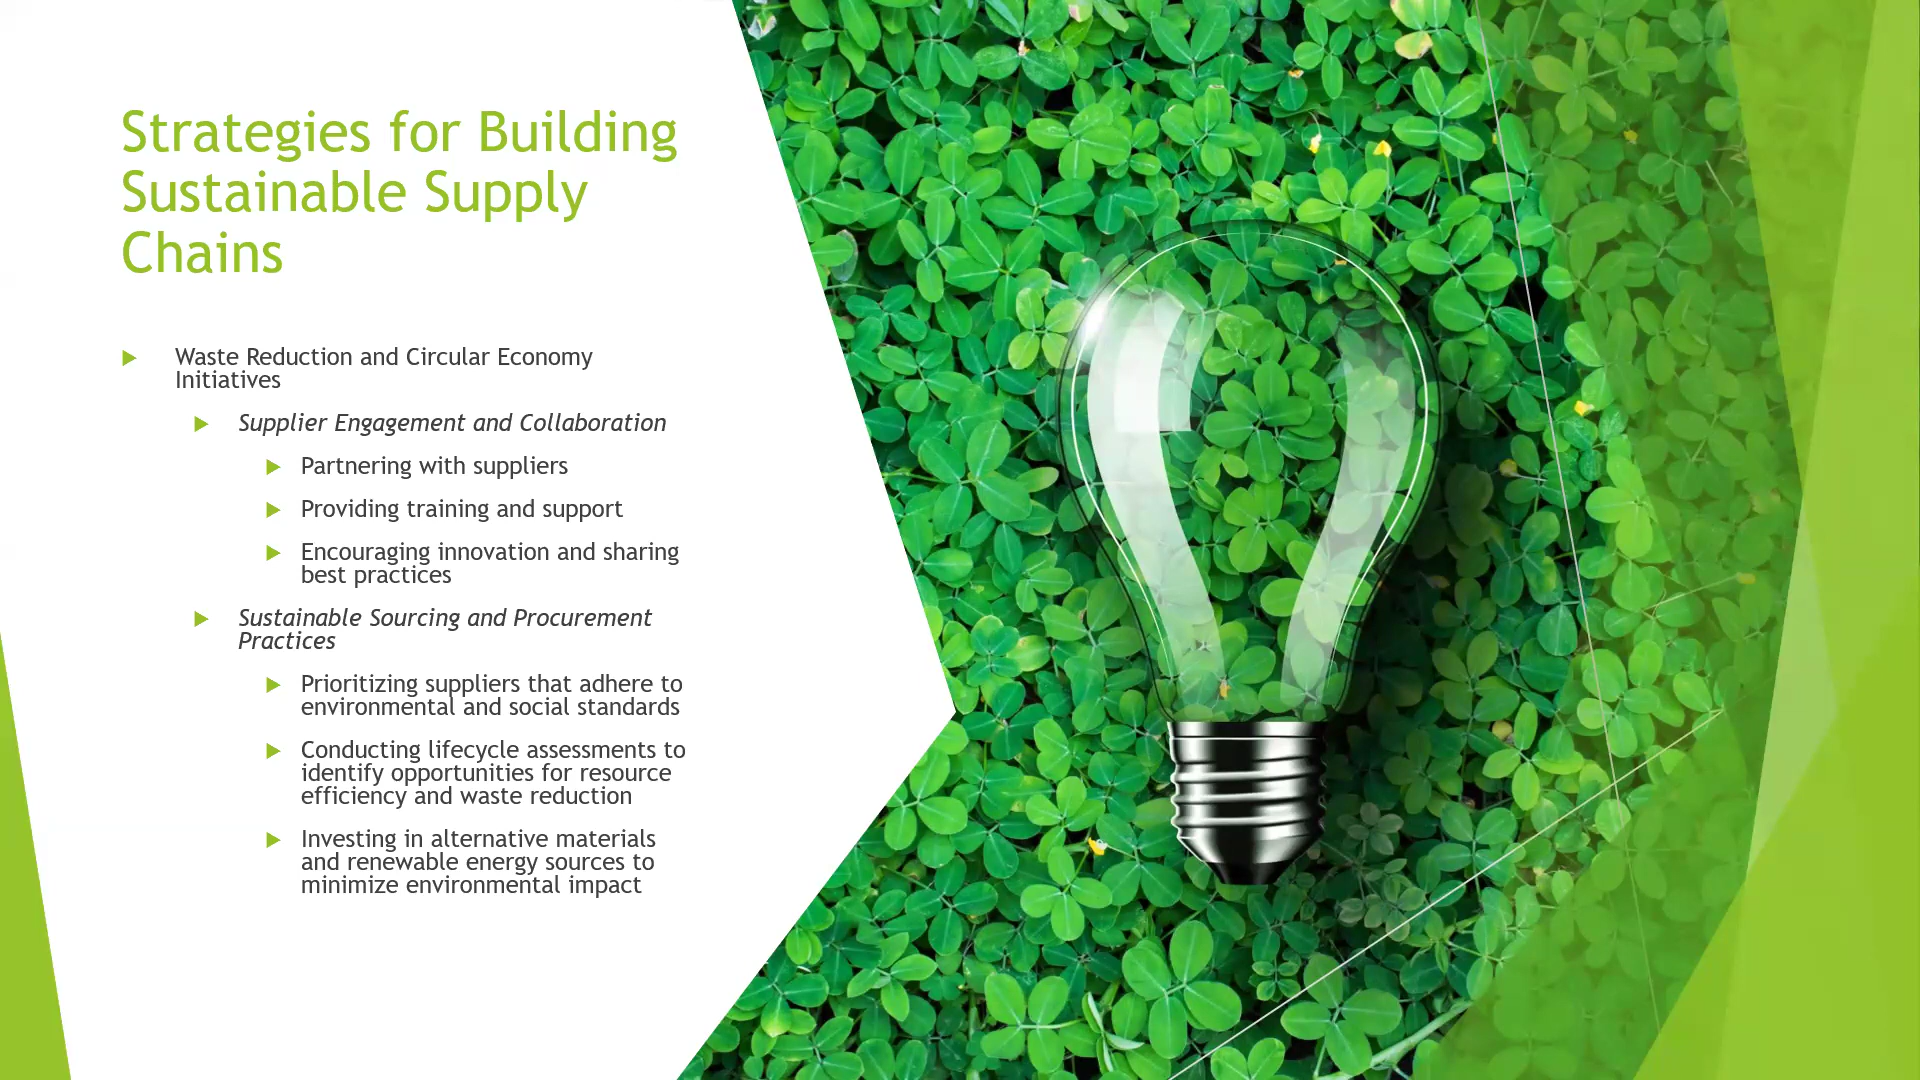 Strategies for Building
Sustainable Supply
Chains
Waste Reduction and Circular Economy
Initiatives
Supplier Engagement and Collaboration
Partnering with suppliers
Providing training and support
Encouraging innovation and sharing
best practices
Sustainable Sourcing and Procurement
Practices
Prioritizing suppliers that adhere to
environmental and social standards
Conducting lifecycle assessments to
identify opportunities for resource
efficiency and waste reduction
Investing in alternative materials
and renewable energy sources to
minimize environmental impact